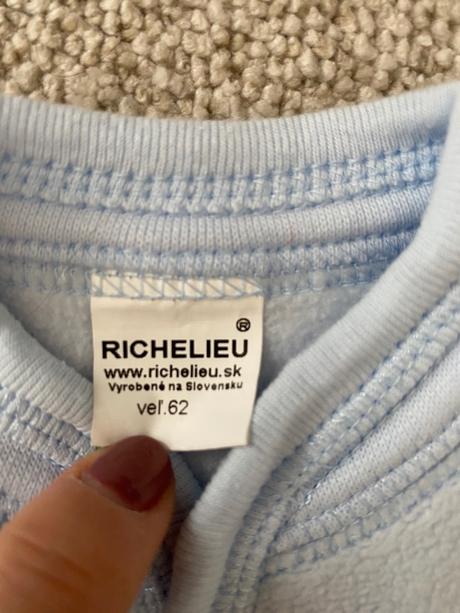 ®
RICHELIEU
www.richelieu.sk
Vyrobené na Slovensku
veľ.62